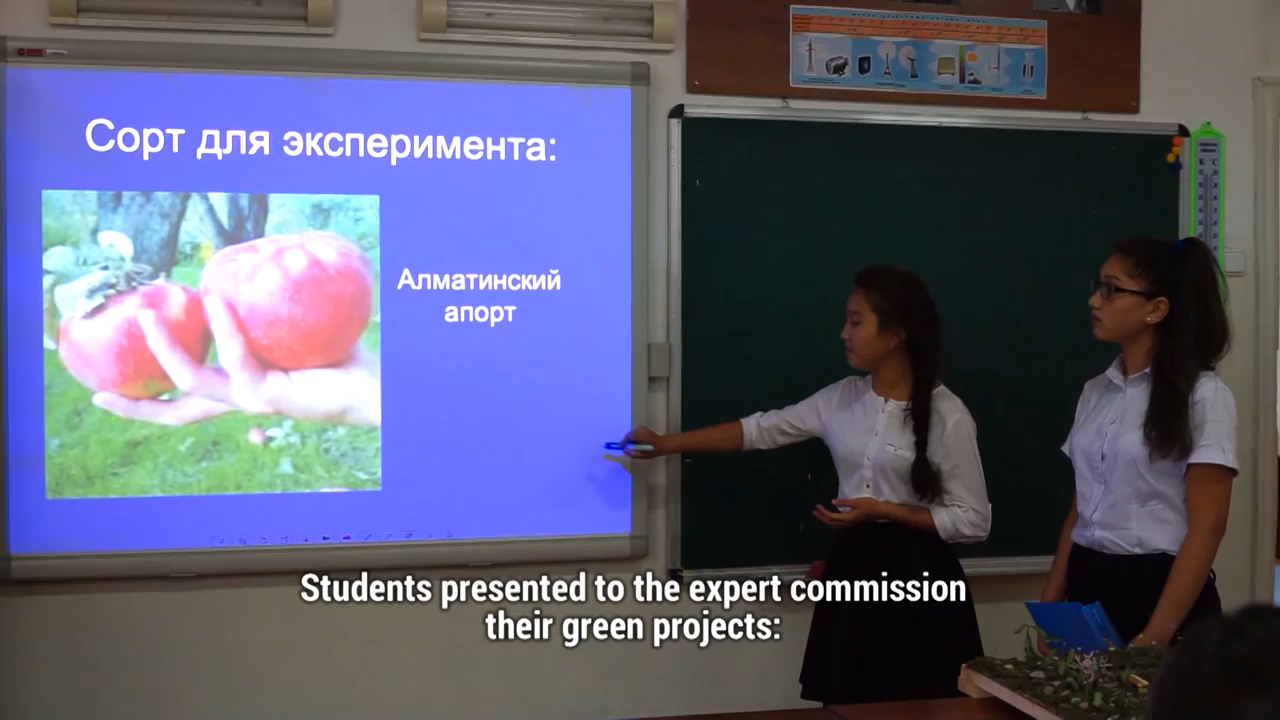 Сорт для эксперимента:
Алматинский
апорт
Students presented to the expert commission
their green projects: